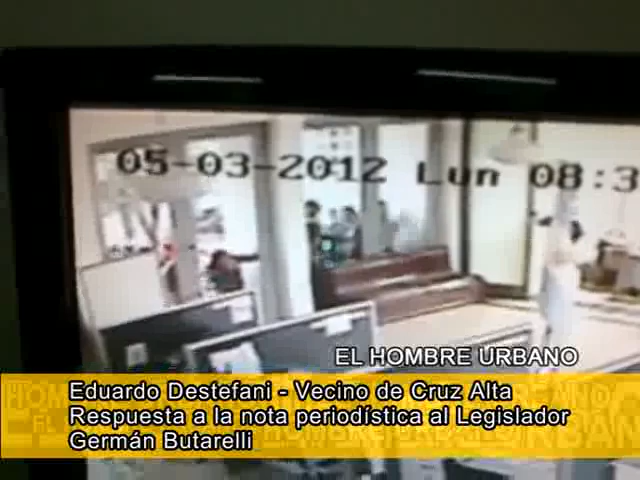 05-03-2012 Lun 08:3
EL HOMBRE URBANO
Eduardo Destefani - Vecino de Cruz Alta
Respuesta a la nota periodística al Legislador
Germán Butarelli